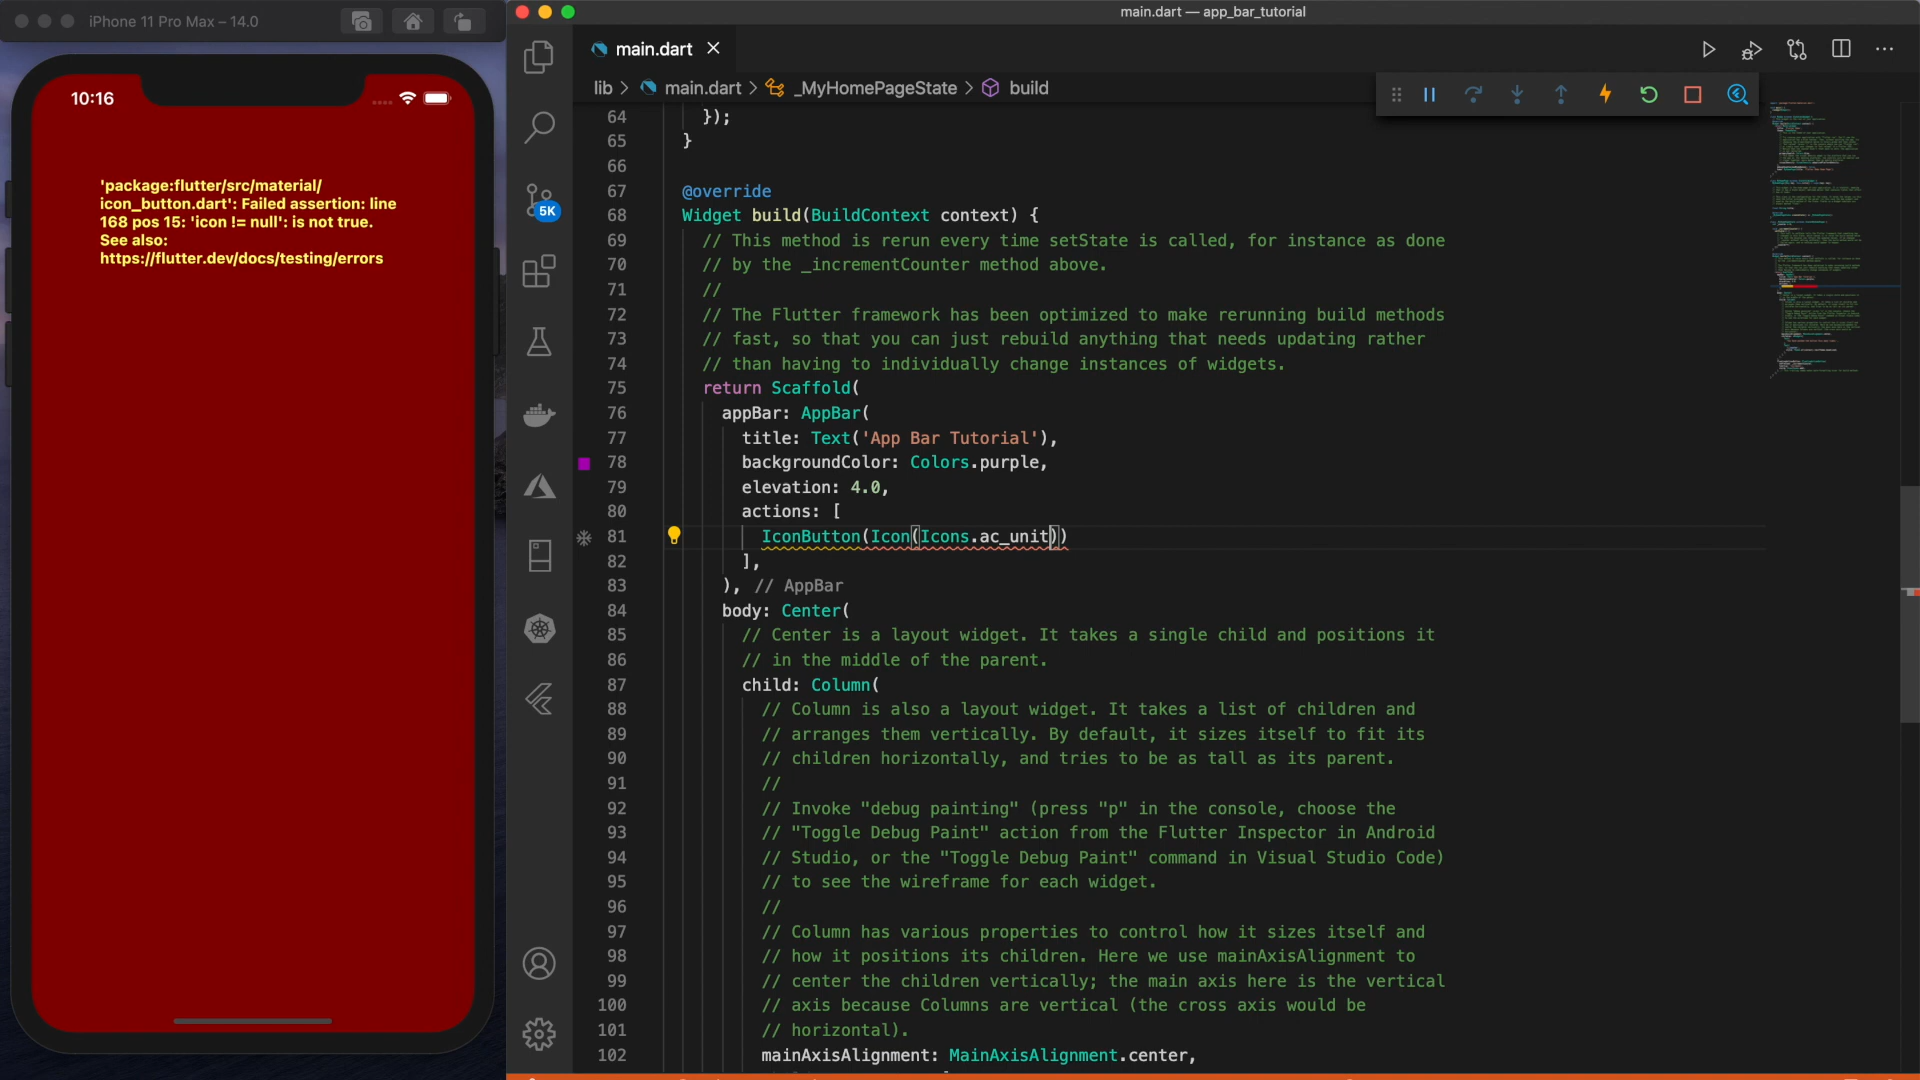 iPhone 11 Pro Max – 14.0
10:16
'package:flutter/src/material/
icon_button.dart': Failed assertion: line
168 pos 15: 'icon != null': is not true.
See also:
https://flutter.dev/docs/testing/errors
main.dart — app_bar_tutorial
main.dart
lib > main.dart > _MyHomePageState > build
5K
64 });
65 }
66
67 @override
68 Widget build(BuildContext context) {
69 // This method is rerun every time setState is called, for instance as done
70 // by the _incrementCounter method above.
71 //
72 // The Flutter framework has been optimized to make rerunning build methods
73 // fast, so that you can just rebuild anything that needs updating rather
74 // than having to individually change instances of widgets.
75 return Scaffold(
76 appBar: AppBar(
77 title: Text('App Bar Tutorial'),
78 backgroundColor: Colors.purple,
79 elevation: 4.0,
80 actions: [
81 IconButton(Icon(Icons.ac_unit))
82 ],
83 ), // AppBar
84 body: Center(
85 // Center is a layout widget. It takes a single child and positions it
86 // in the middle of the parent.
87 child: Column(
88 // Column is also a layout widget. It takes a list of children and
89 // arranges them vertically. By default, it sizes itself to fit its
90 // children horizontally, and tries to be as tall as its parent.
91 //
92 // Invoke "debug painting" (press "p" in the console, choose the
93 // "Toggle Debug Paint" action from the Flutter Inspector in Android
94 // Studio, or the "Toggle Debug Paint" command in Visual Studio Code)
95 // to see the wireframe for each widget.
96 //
97 // Column has various properties to control how it sizes itself and
98 // how it positions its children. Here we use mainAxisAlignment to
99 // center the children vertically; the main axis here is the vertical
100 // axis because Columns are vertical (the cross axis would be
101 // horizontal).
102 mainAxisAlignment: MainAxisAlignment.center,